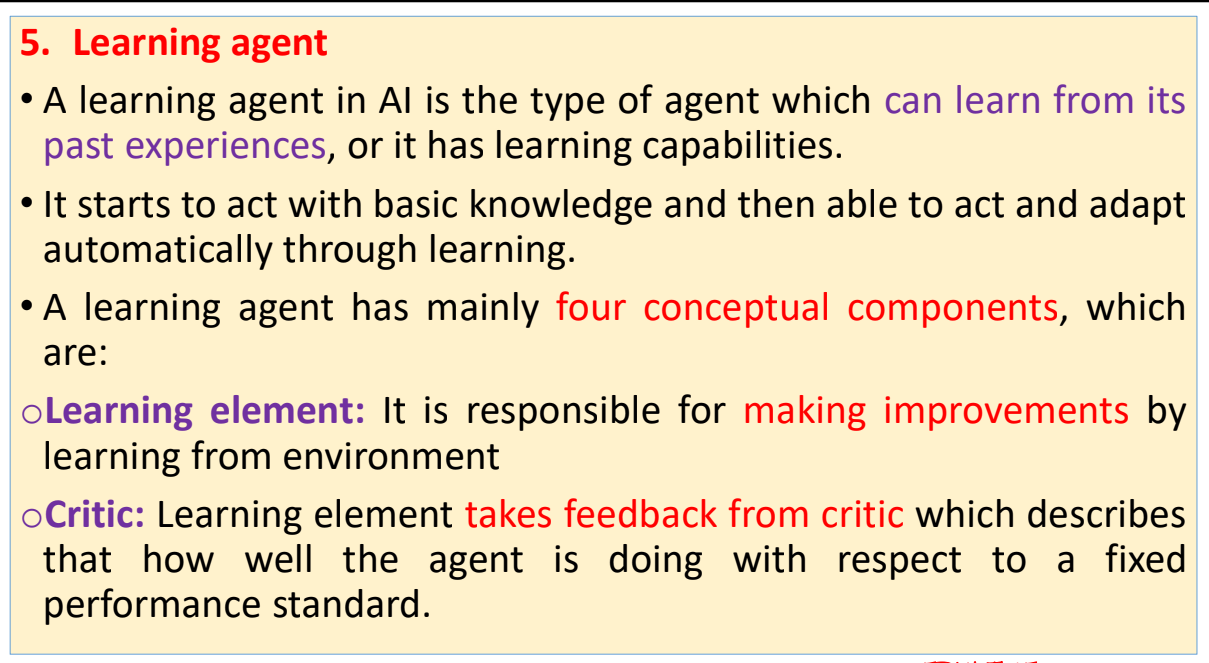 5. Learning agent
• A learning agent in AI is the type of agent which can learn from its
past experiences, or it has learning capabilities.
• It starts to act with basic knowledge and then able to act and adapt
automatically through learning.
• A learning agent has mainly four conceptual components, which
are:
oLearning element: It is responsible for making improvements by
learning from environment
oCritic: Learning element takes feedback from critic which describes
that how well the agent is doing with respect to a fixed
performance standard.